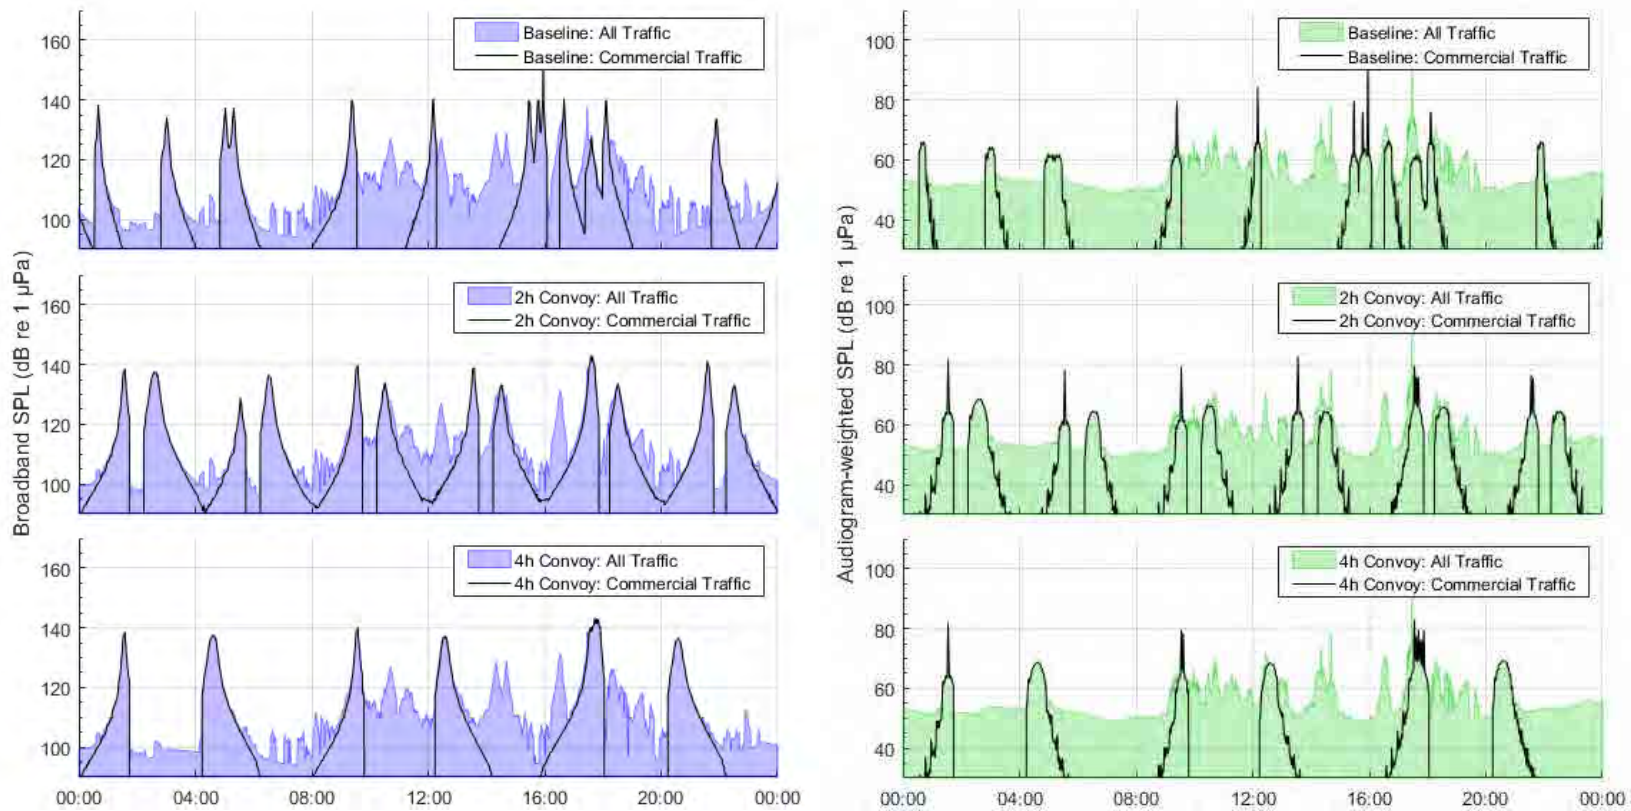 Broadband SPL (dB re 1 µPa)
160
140
120
100
Baseline: All Traffic
Baseline: Commercial Traffic
160
140
120
100
2h Convoy: All Traffic
2h Convoy: Commercial Traffic
160
140
120
100
4h Convoy: All Traffic
4h Convoy: Commercial Traffic
00:00 04:00 08:00 12:00 16:00 20:00 00:00
Audiogram-weighted SPL (dB re 1 µPa)
100
80
60
40
Baseline: All Traffic
Baseline: Commercial Traffic
100
80
60
40
2h Convoy: All Traffic
2h Convoy: Commercial Traffic
100
80
60
40
4h Convoy: All Traffic
4h Convoy: Commercial Traffic
00:00 04:00 08:00 12:00 16:00 20:00 00:00